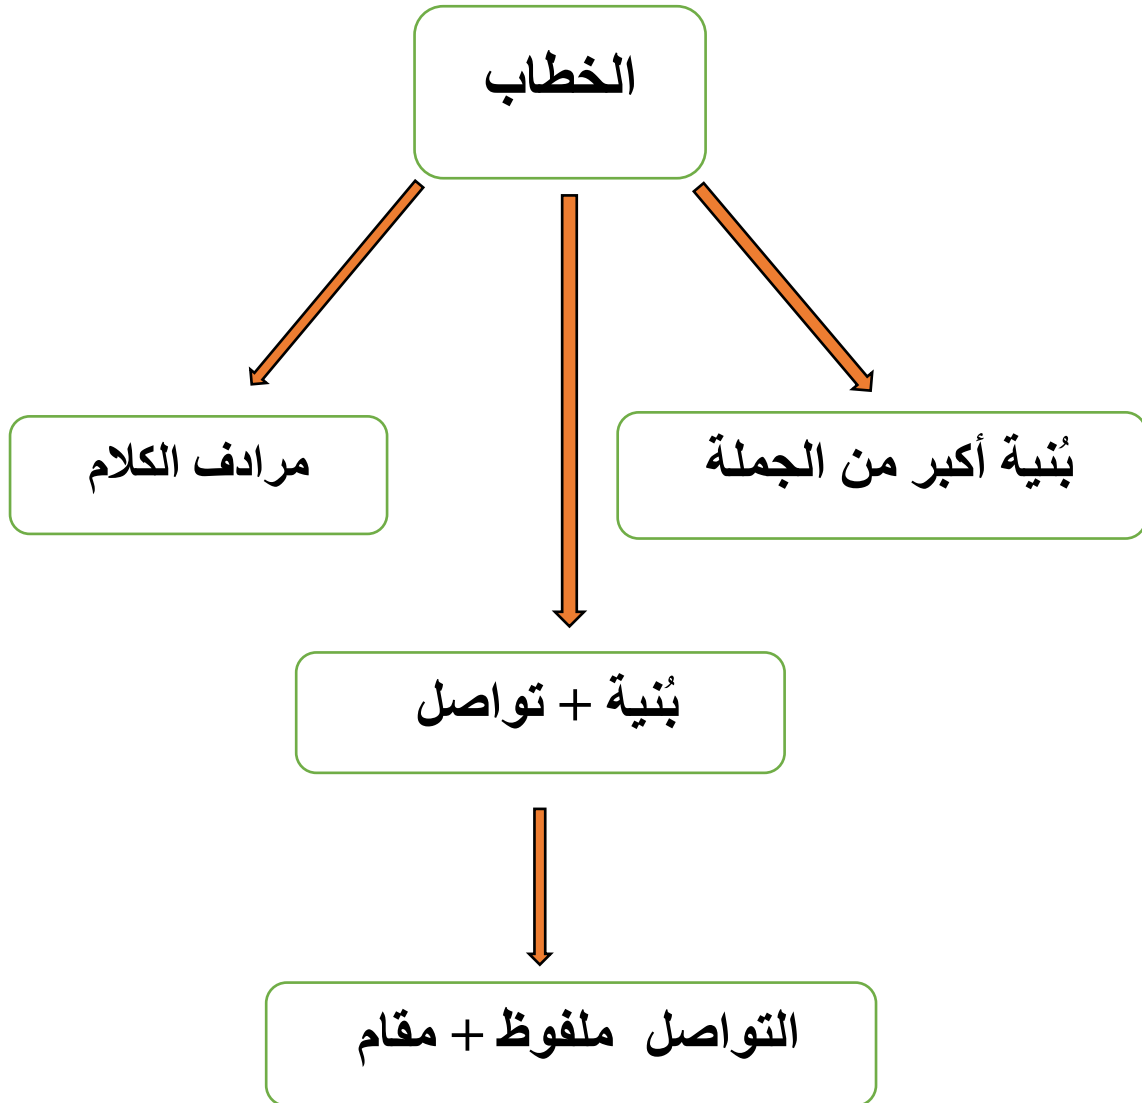 الخطاب
بُنية أكبر من الجملة
مرادف الكلام
بُنية + تواصل
التواصل ملفوظ + مقام